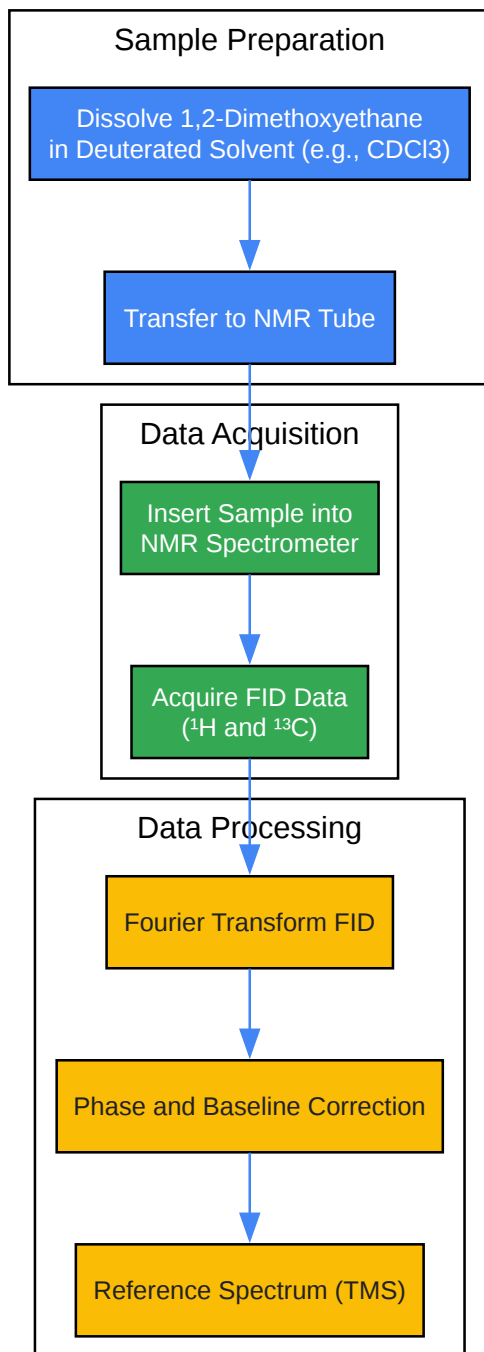 Sample Preparation
Dissolve 1,2-Dimethoxyethane
in Deuterated Solvent (e.g., CDCl3)
Transfer to NMR Tube
Data Acquisition
Insert Sample into
NMR Spectrometer
Acquire FID Data
(¹H and ¹³C)
Data Processing
Fourier Transform FID
Phase and Baseline Correction
Reference Spectrum (TMS)